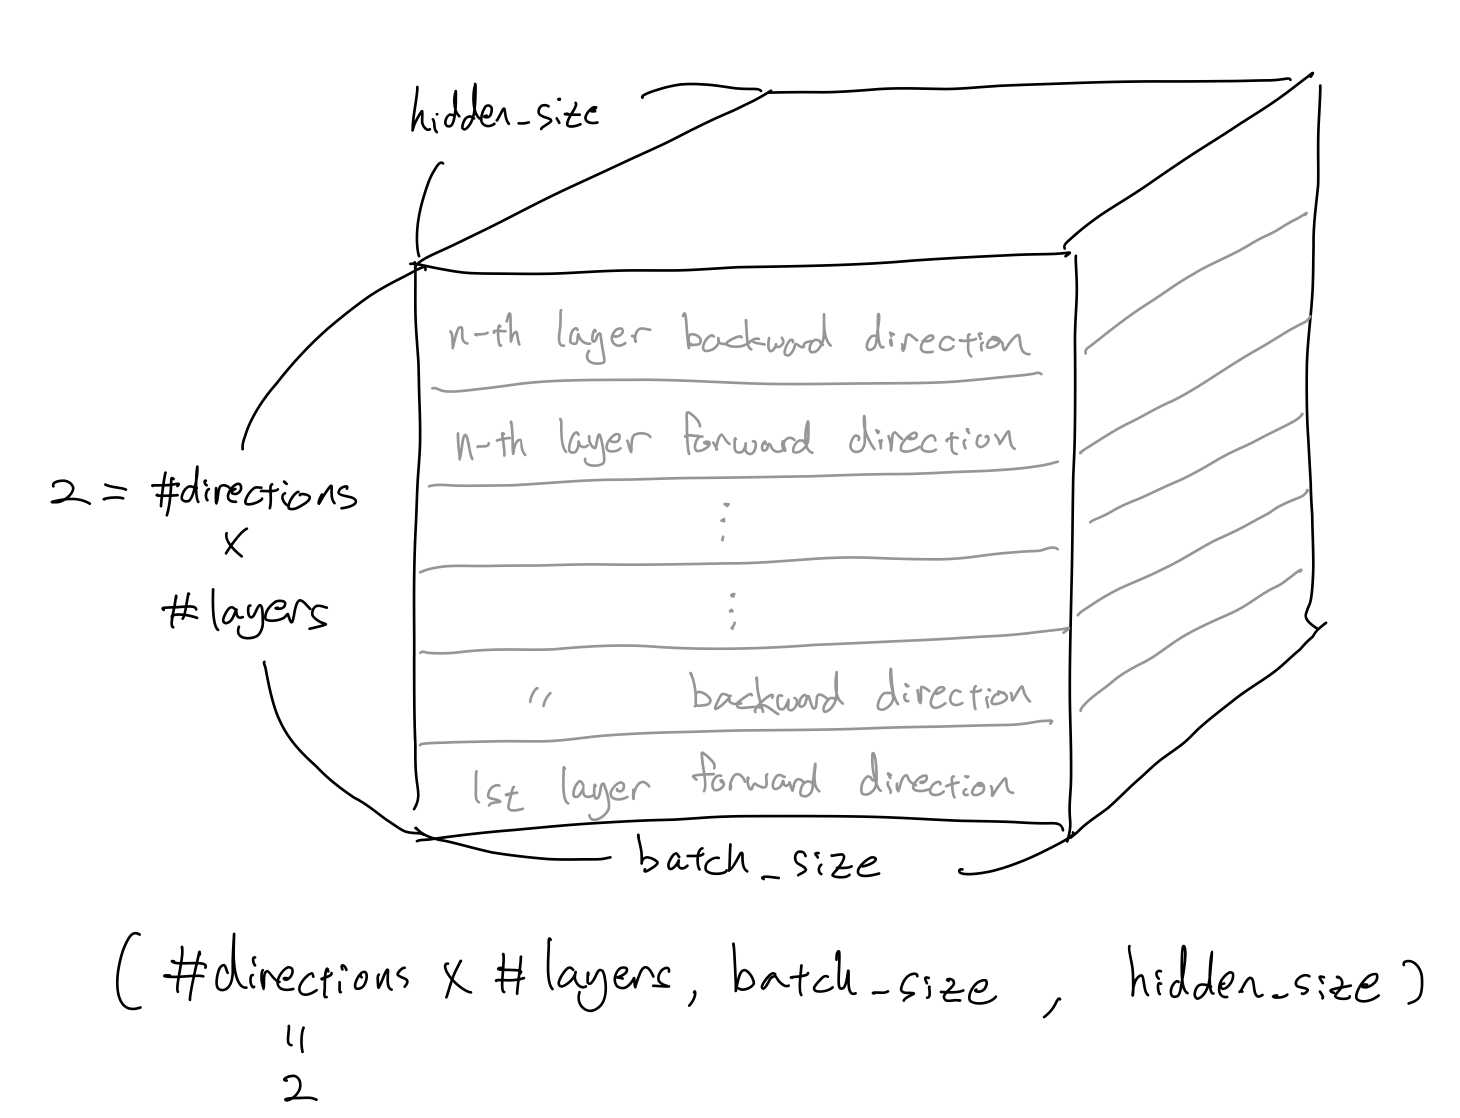 hidden_size
n-th layer backward direction
n-th layer forward direction
2 = #directions
×
#layers
⋮
⋮
〃 backward direction
1st layer forward direction
batch_size
( #directions × #layers, batch_size , hidden_size )
=
2